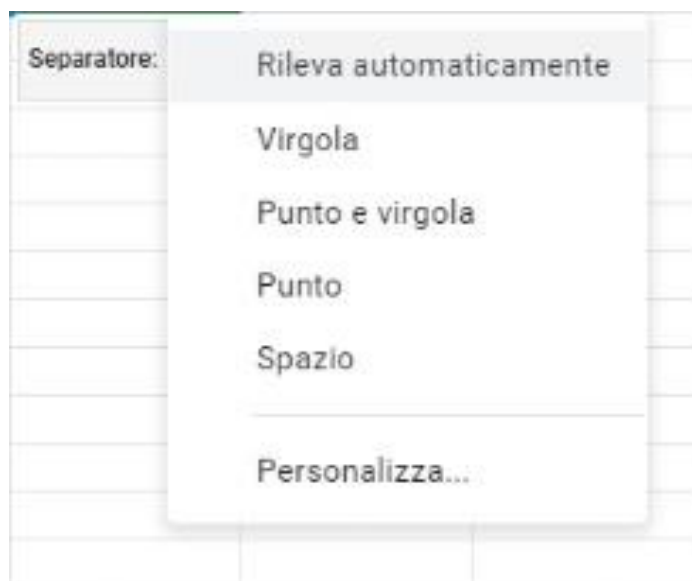 Separatore:
Rileva automaticamente
Virgola
Punto e virgola
Punto
Spazio
Personalizza...